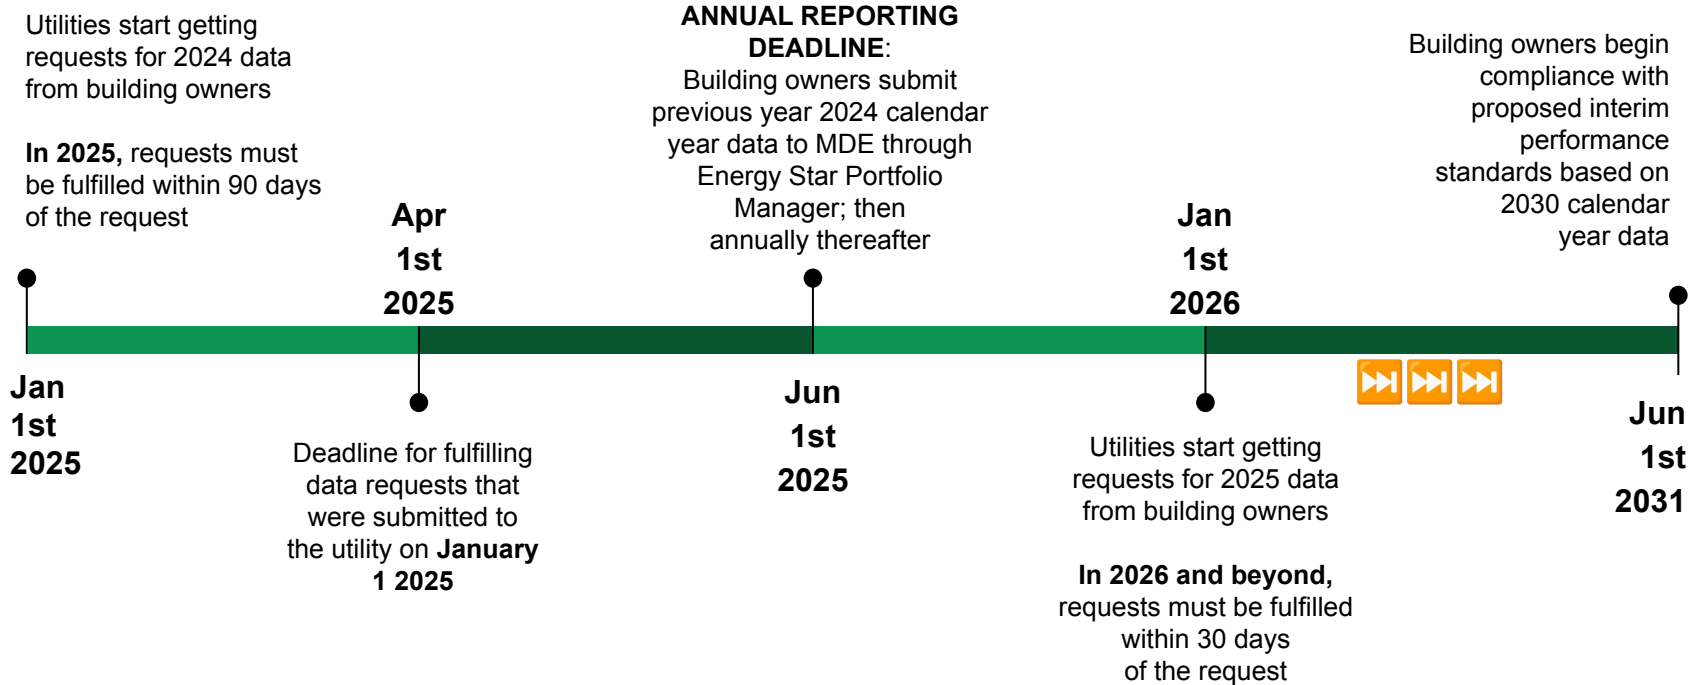 Utilities start getting
requests for 2024 data
from building owners
In 2025, requests must
be fulfilled within 90 days
of the request
Jan
1st
2025
Apr
1st
2025
Deadline for fulfilling
data requests that
were submitted to
the utility on January
1 2025
ANNUAL REPORTING
DEADLINE:
Building owners submit
previous year 2024 calendar
year data to MDE through
Energy Star Portfolio
Manager; then
annually thereafter
Jun
1st
2025
Jan
1st
2026
Utilities start getting
requests for 2025 data
from building owners
In 2026 and beyond,
requests must be fulfilled
within 30 days
of the request
Building owners begin
compliance with
proposed interim
performance
standards based on
2030 calendar
year data
Jun
1st
2031